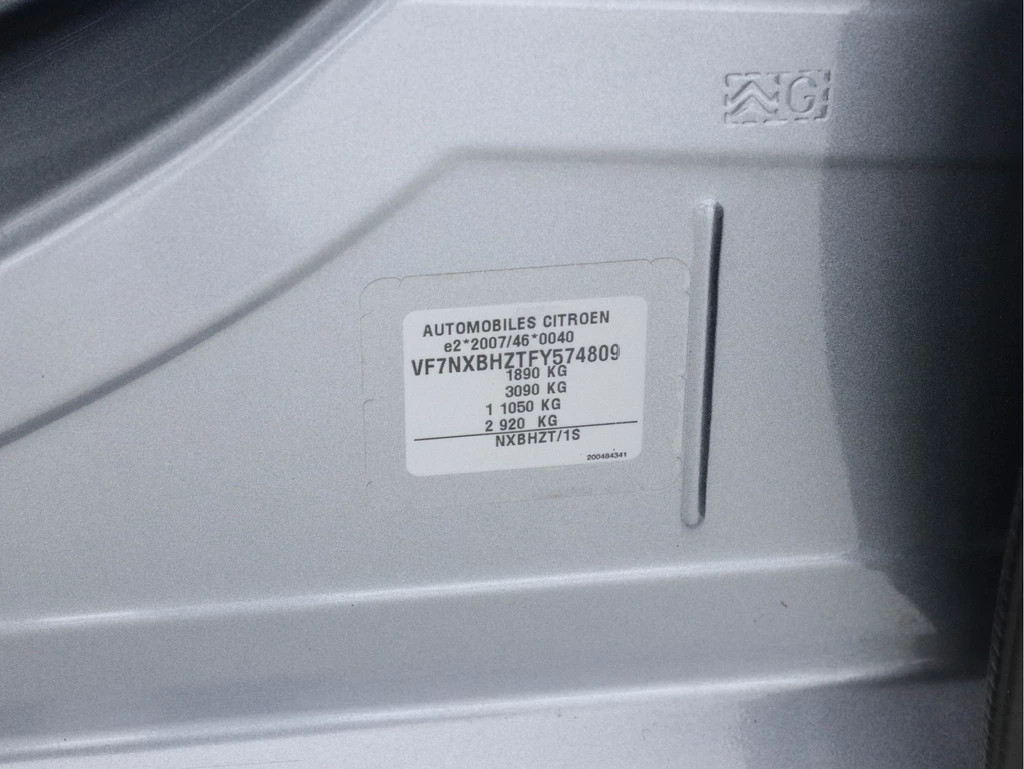 G
AUTOMOBILES CITROEN
e2*2007/46*0040
VF7NXBHZTFY574809
1890 KG
3090 KG
1 1050 KG
2 920 KG
NXBHZT/1S
200484341